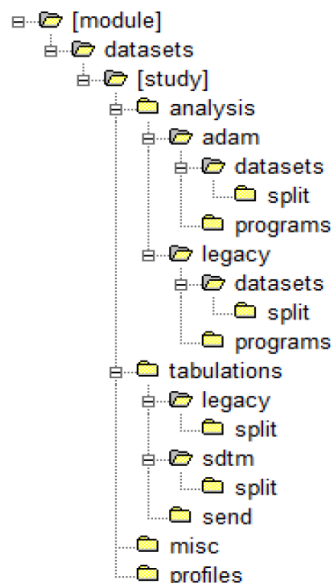 [module]
datasets
[study]
analysis
adam
datasets
split
programs
legacy
datasets
split
programs
tabulations
legacy
split
sdtm
split
send
misc
profiles